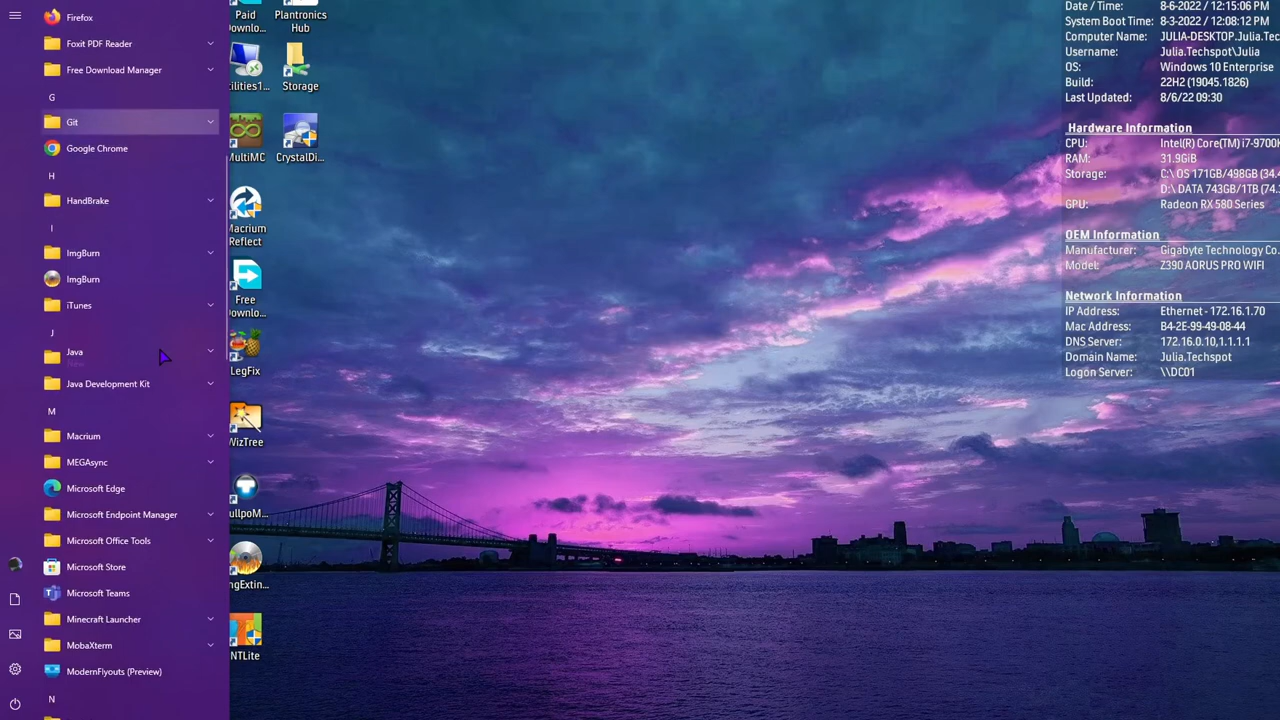 Firefox
Foxit PDF Reader
Free Download Manager
G
Git
Google Chrome
H
HandBrake
I
ImgBurn
ImgBurn
iTunes
J
Java
Java Development Kit
M
Macrium
MEGAsync
Microsoft Edge
Microsoft Endpoint Manager
Microsoft Office Tools
Microsoft Store
Microsoft Teams
Minecraft Launcher
MobaXterm
ModernFlyouts (Preview)
N
Paid
Downlo...
Plantronics
Hub
tilities1...
Storage
MultiMC
CrystalDi...
Macrium
Reflect
Free
Downlo...
LegFix
WizTree
ullpoM...
ngExtin...
NTLite
Date / Time: 8-6-2022 / 12:15:06 PM
System Boot Time: 8-3-2022 / 12:08:12 PM
Computer Name: JULIA-DESKTOP.Julia.Tec
Username: Julia.Techspot\Julia
OS: Windows 10 Enterprise
Build: 22H2 (19045.1826)
Last Updated: 8/6/22 09:30
Hardware Information
CPU: Intel(R) Core(TM) i7-9700K
RAM: 31.9GiB
Storage: C:\ OS 171GB/498GB (34.4
D:\ DATA 743GB/1TB (74.3
GPU: Radeon RX 580 Series
OEM Information
Manufacturer: Gigabyte Technology Co.
Model: Z390 AORUS PRO WIFI
Network Information
IP Address: Ethernet - 172.16.1.70
Mac Address: B4-2E-99-49-08-44
DNS Server: 172.16.0.10,1.1.1.1
Domain Name: Julia.Techspot
Logon Server: \\DC01